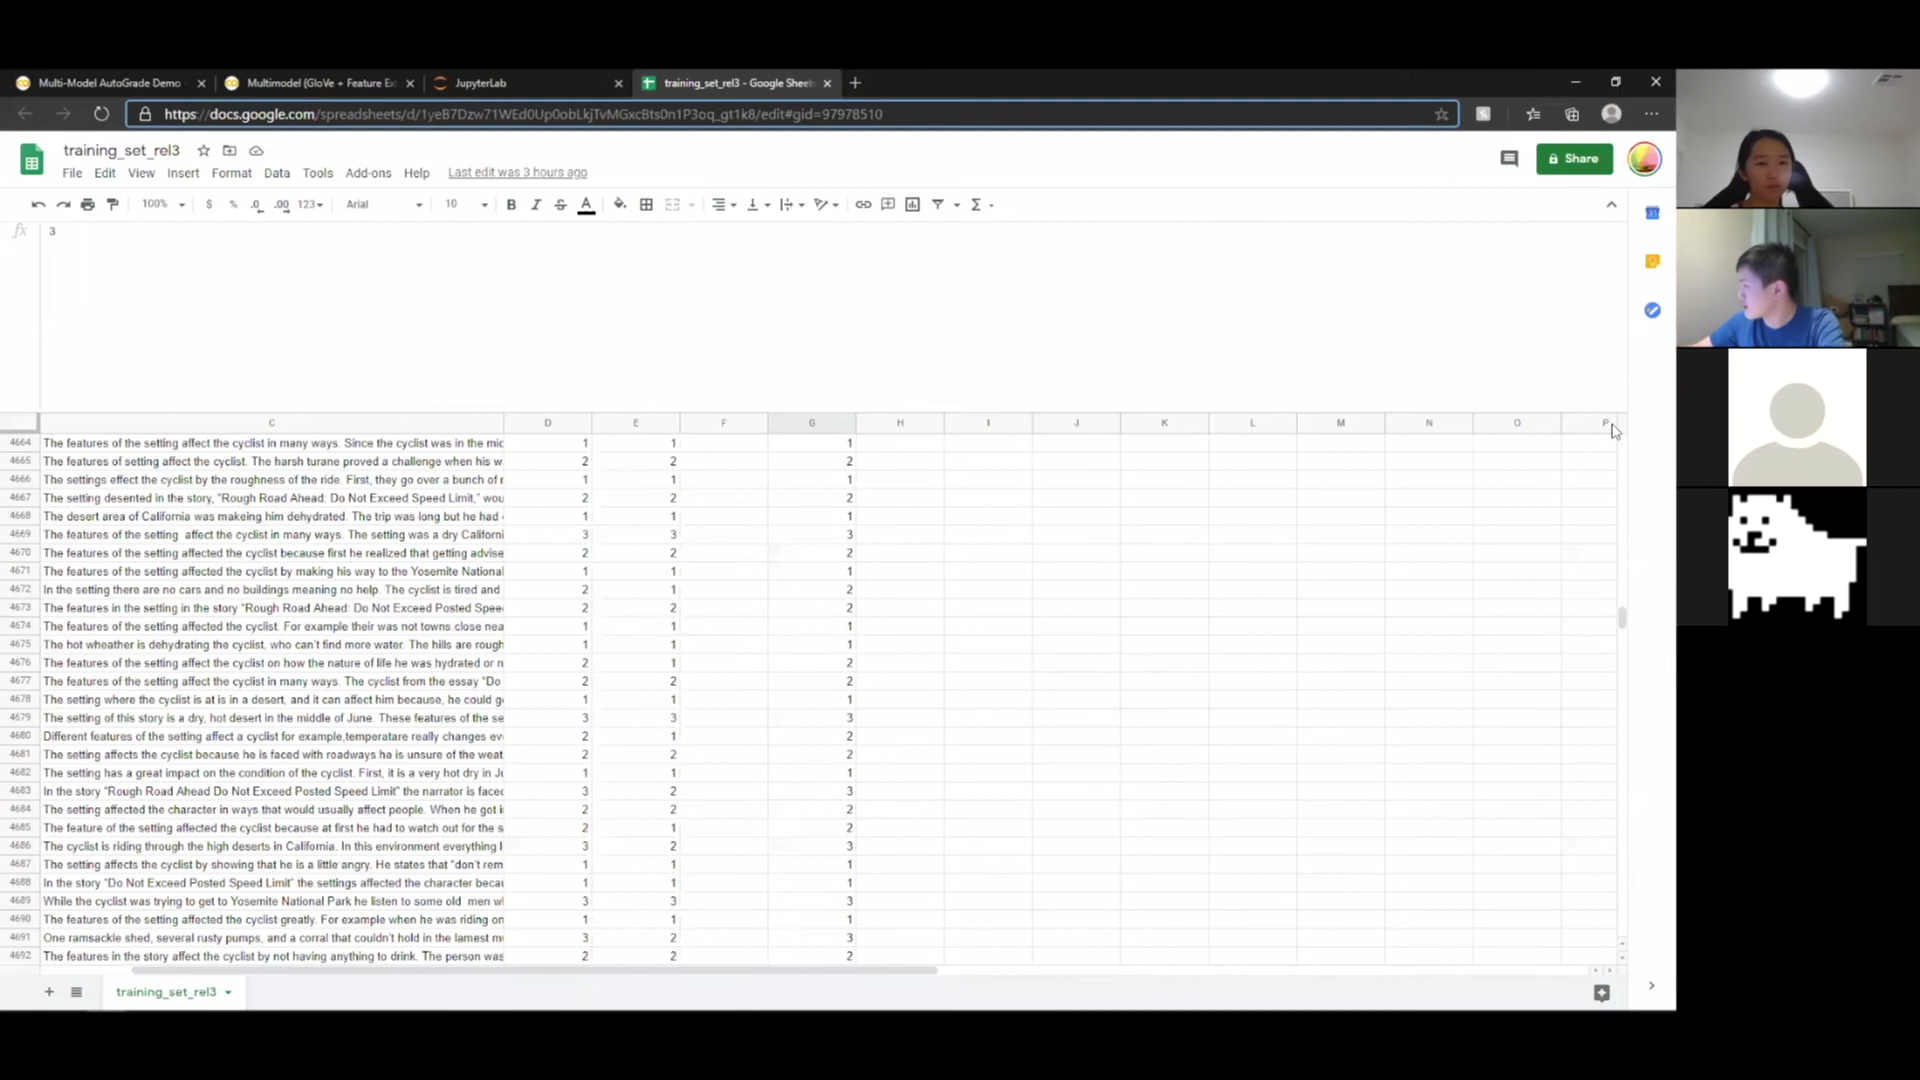 Multi-Model AutoGrade Demo
Multimodel (GloVe + Feature Ex
JupyterLab
training_set_rel3 - Google Sheets
https://docs.google.com/spreadsheets/d/1yeB7Dzw71WEd0Up0obLkjTvMGxcBts0n1P3oq_gt1k8/edit#gid=97978510
training_set_rel3
Share
File Edit View Insert Format Data Tools Add-ons Help Last edit was 3 hours ago
100% $ % .0 .00 123 Arial 10 B I S A Σ
fx 3
C D E F G H I J K L M N O P
4664 The features of the setting affect the cyclist in many ways. Since the cyclist was in the mic 1 1 1
4665 The features of setting affect the cyclist. The harsh turane proved a challenge when his w 2 2 2
4666 The settings effect the cyclist by the roughness of the ride. First, they go over a bunch of r 1 1 1
4667 The setting desented in the story, "Rough Road Ahead: Do Not Exceed Speed Limit," wou 2 2 2
4668 The desert area of California was makeing him dehydrated. The trip was long but he had 1 1 1
4669 The features of the setting affect the cyclist in many ways. The setting was a dry Californi 3 3 3
4670 The features of the setting affected the cyclist because first he realized that getting advise 2 2 2
4671 The features of the setting affected the cyclist by making his way to the Yosemite National 1 1 1
4672 In the setting there are no cars and no buildings meaning no help. The cyclist is tired and 2 1 2
4673 The features in the setting in the story "Rough Road Ahead: Do Not Exceed Posted Spee 2 2 2
4674 The features of the setting affected the cyclist. For example their was not towns close nea 1 1 1
4675 The hot wheather is dehydrating the cyclist, who can't find more water. The hills are rough 1 1 1
4676 The features of the setting affect the cyclist on how the nature of life he was hydrated or n 2 1 2
4677 The features of the setting affect the cyclist in many ways. The cyclist from the essay "Do 2 2 2
4678 The setting where the cyclist is at is in a desert, and it can affect him because, he could g 1 1 1
4679 The setting of this story is a dry, hot desert in the middle of June. These features of the se 3 3 3
4680 Different features of the setting affect a cyclist for example,temperatare really changes ev 2 1 2
4681 The setting affects the cyclist because he is faced with roadways he is unsure of the weat 2 2 2
4682 The setting has a great impact on the condition of the cyclist. First, it is a very hot dry in Ju 1 1 1
4683 In the story "Rough Road Ahead Do Not Exceed Posted Speed Limit" the narrator is faced 3 2 3
4684 The setting affected the character in ways that would usually affect people. When he got i 2 2 2
4685 The feature of the setting affected the cyclist because at first he had to watch out for the s 2 1 2
4686 The cyclist is riding through the high deserts in California. In this environment everything l 3 2 3
4687 The setting affects the cyclist by showing that he is a little angry. He states that "don't rem 1 1 1
4688 In the story "Do Not Exceed Posted Speed Limit" the settings affected the character becau 1 1 1
4689 While the cyclist was trying to get to Yosemite National Park he listen to some old men w 3 3 3
4690 The features of the setting affected the cyclist greatly. For example when he was riding on 1 1 1
4691 One ramsackle shed, several rusty pumps, and a corral that couldn't hold in the lamest m 3 2 3
4692 The features in the story affect the cyclist by not having anything to drink. The person was 2 2 2
training_set_rel3